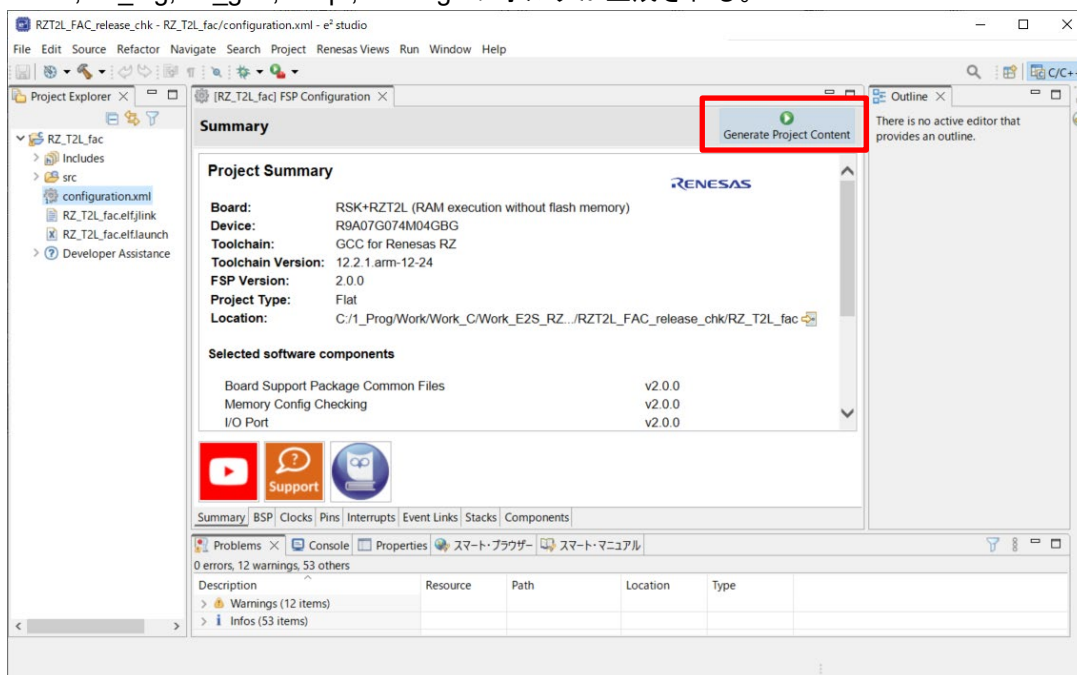 RZT2L_FAC_release_chk - RZ_T2L_fac/configuration.xml - e² studio
File Edit Source Refactor Navigate Search Project Renesas Views Run Window Help
C/C++
Project Explorer
[RZ_T2L_fac] FSP Configuration
Outline
Summary
Generate Project Content
There is no active editor that
provides an outline.
RZ_T2L_fac
Includes
src
configuration.xml
RZ_T2L_fac.elf.jlink
RZ_T2L_fac.elf.launch
Developer Assistance
Project Summary
RENESAS
Board: RSK+RZT2L (RAM execution without flash memory)
Device: R9A07G074M04GBG
Toolchain: GCC for Renesas RZ
Toolchain Version: 12.2.1.arm-12-24
FSP Version: 2.0.0
Project Type: Flat
Location: C:/1_Prog/Work/Work_C/Work_E2S_RZ.../RZT2L_FAC_release_chk/RZ_T2L_fac
Selected software components
Board Support Package Common Files v2.0.0
Memory Config Checking v2.0.0
I/O Port v2.0.0
Support
Summary BSP Clocks Pins Interrupts Event Links Stacks Components
Problems Console Properties スマート・ブラウザー スマート・マニュアル
0 errors, 12 warnings, 53 others
Description Resource Path Location Type
Warnings (12 items)
Infos (53 items)